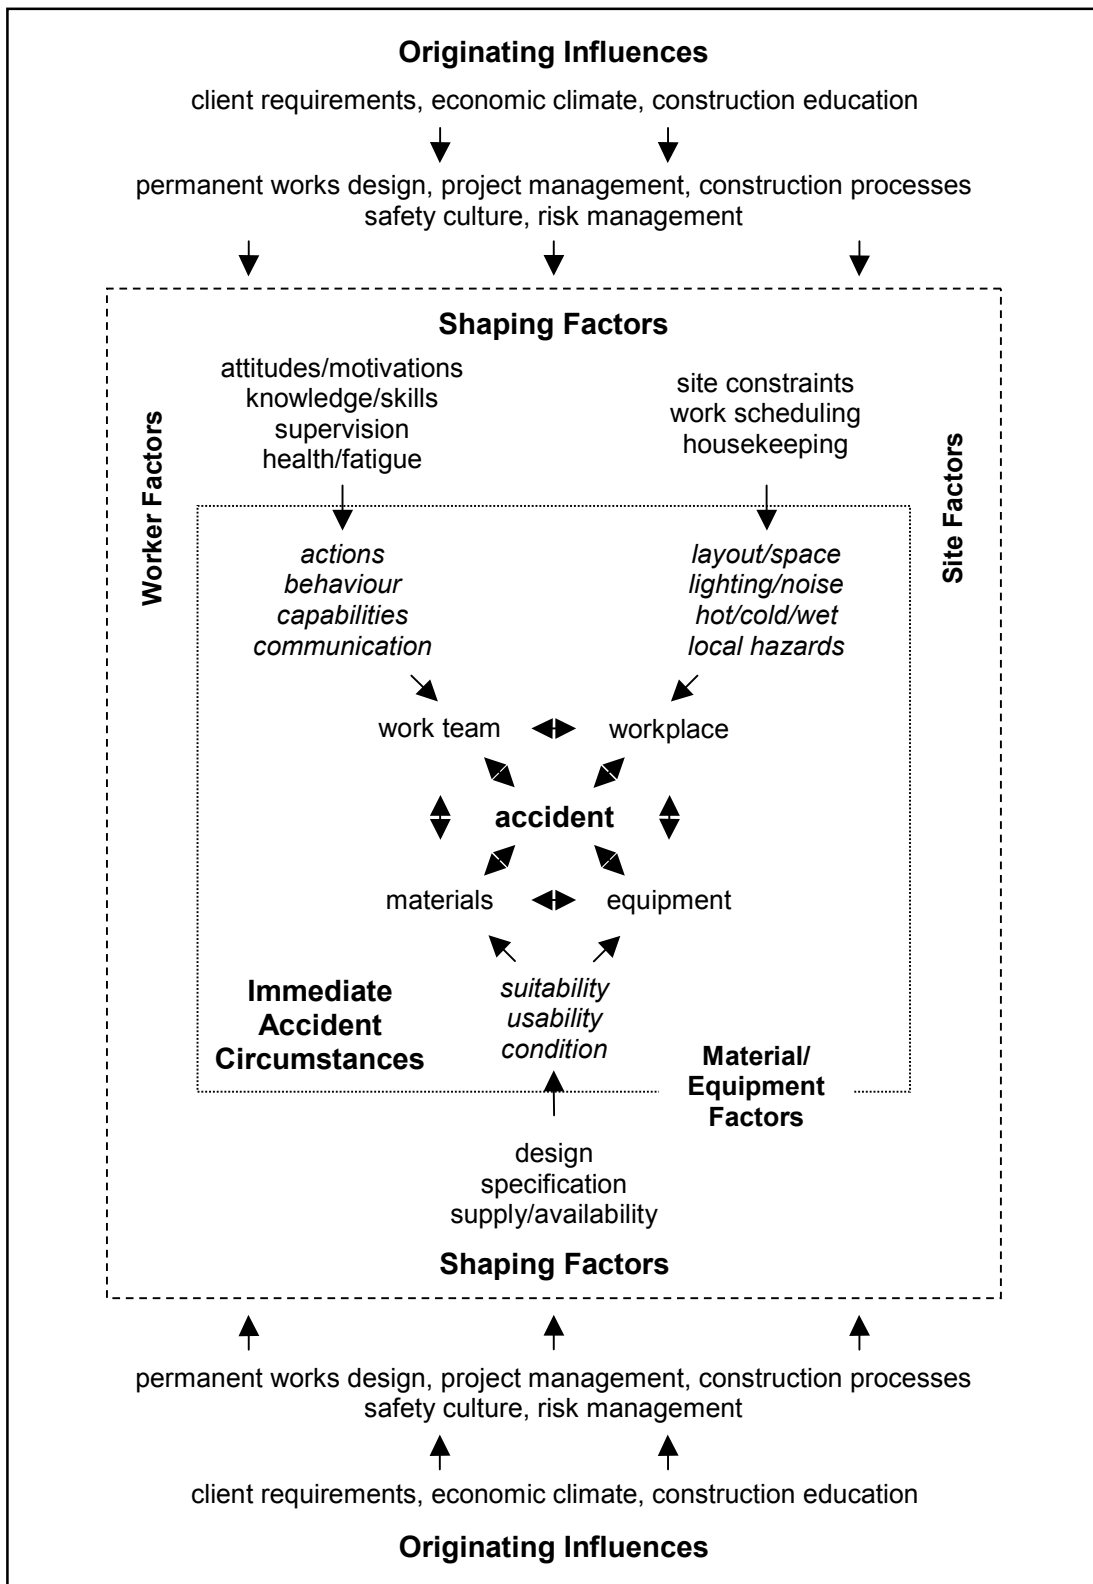 Originating Influences
client requirements, economic climate, construction education
permanent works design, project management, construction processes
safety culture, risk management
Shaping Factors
attitudes/motivations
knowledge/skills
supervision
health/fatigue
site constraints
work scheduling
housekeeping
Worker Factors
Site Factors
actions
behaviour
capabilities
communication
layout/space
lighting/noise
hot/cold/wet
local hazards
work team
workplace
accident
materials
equipment
suitability
usability
condition
Immediate
Accident
Circumstances
Material/
Equipment
Factors
design
specification
supply/availability
Shaping Factors
permanent works design, project management, construction processes
safety culture, risk management
client requirements, economic climate, construction education
Originating Influences